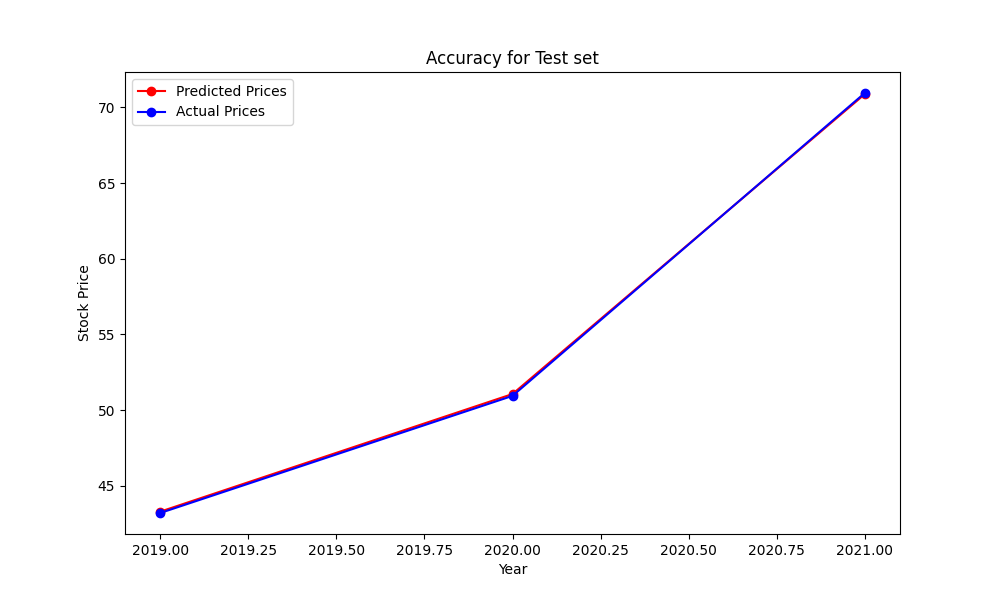 Accuracy for Test set
Predicted Prices
Actual Prices
70
65
60
55
50
45
Stock Price
2019.00 2019.25 2019.50 2019.75 2020.00 2020.25 2020.50 2020.75 2021.00
Year